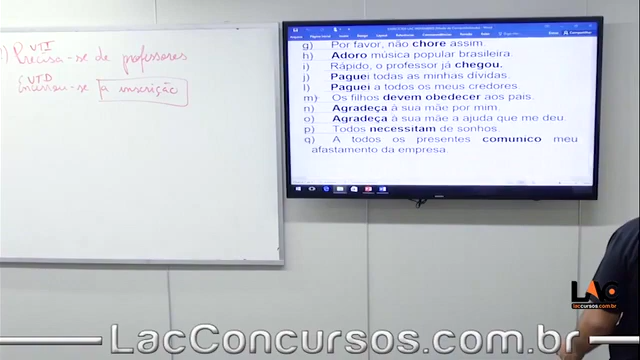 VTI
1) Precisa-se de professores
VTD
Encerrou-se a inscrição
g) Por favor, não chore assim.
h) Adoro música popular brasileira.
i) Rápido, o professor já chegou.
j) Paguei todas as minhas dívidas.
l) Paguei a todos os meus credores.
m) Os filhos devem obedecer aos pais.
n) Agradeça à sua mãe por mim.
o) Agradeça à sua mãe a ajuda que me deu.
p) Todos necessitam de sonhos.
q) A todos os presentes comunico meu
afastamento da empresa.
LAC
laccursos.com.br
LacConcursos.com.br